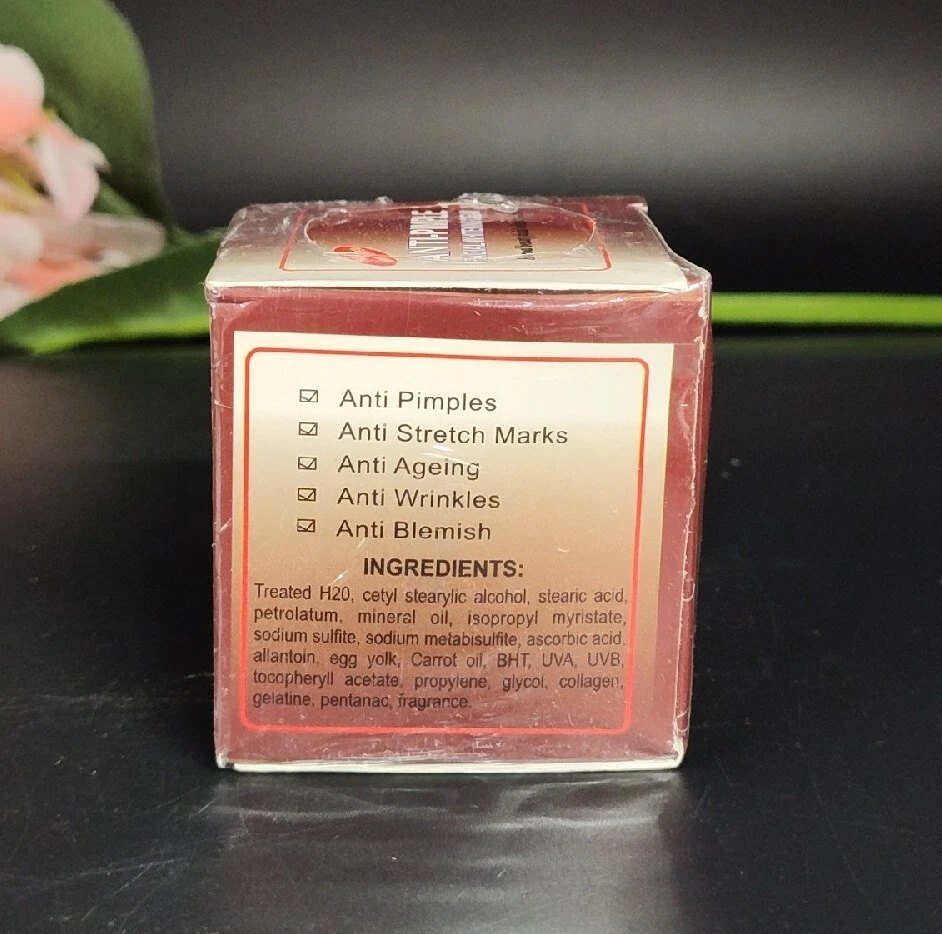 ☑ Anti Pimples
☑ Anti Stretch Marks
☑ Anti Ageing
☑ Anti Wrinkles
☑ Anti Blemish
INGREDIENTS:
Treated H20, cetyl stearylic alcohol, stearic acid,
petrolatum, mineral oil, isopropyl myristate,
sodium sulfite, sodium metabisulfite, ascorbic acid,
allantoin, egg yolk, Carrot oil, BHT, UVA, UVB,
tocopheryll acetate, propylene, glycol, collagen,
gelatine, pentanac, fragrance.